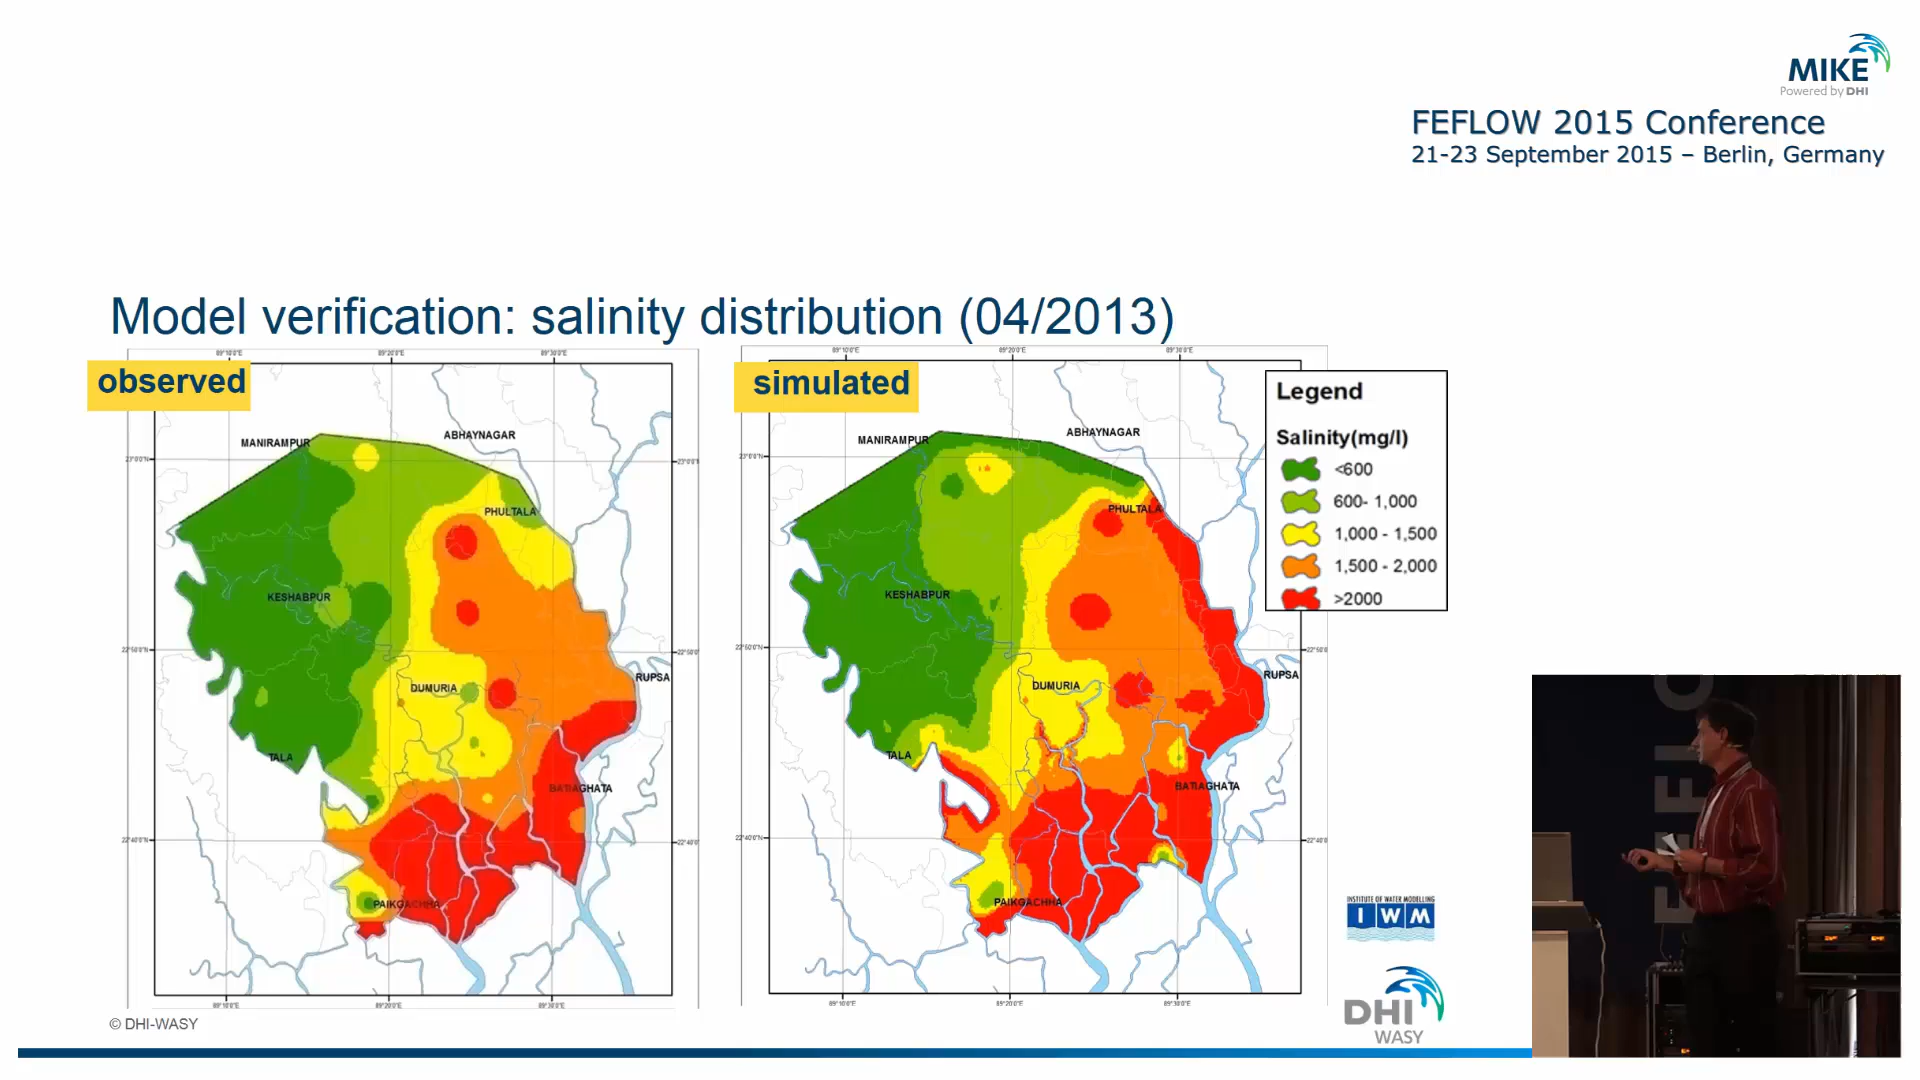 MIKE
Powered by DHI
FEFLOW 2015 Conference
21-23 September 2015 – Berlin, Germany
Model verification: salinity distribution (04/2013)
observed
MANIRAMPUR
ABHAYNAGAR
PHULTALA
KESHABPUR
DUMURIA
RUPSA
TALA
BATIAGHATA
PAIKGACHHA
simulated
MANIRAMPUR
ABHAYNAGAR
PHULTALA
KESHABPUR
DUMURIA
RUPSA
TALA
BATIAGHATA
PAIKGACHHA
Legend
Salinity(mg/l)
<600
600- 1,000
1,000 - 1,500
1,500 - 2,000
>2000
INSTITUTE OF WATER MODELLING
IWM
DHI
WASY
© DHI-WASY